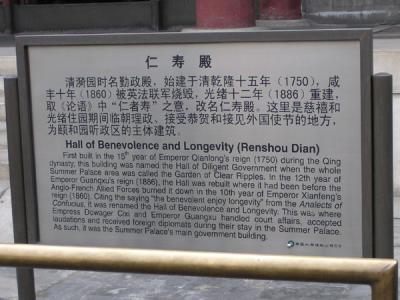 仁寿殿
清漪园时名勤政殿，始建于清乾隆十五年（1750），咸
丰十年（1860）被英法联军烧毁，光绪十二年（1886）重建，
取《论语》中“仁者寿”之意，改名仁寿殿。这里是慈禧和
光绪住园期间临朝理政、接受恭贺和接见外国使节的地方，
为颐和园听政区的主体建筑。
Hall of Benevolence and Longevity (Renshou Dian)
First built in the 15th year of Emperor Qianlong's reign (1750) during the Qing
dynasty, this building was named the Hall of Diligent Government when the whole
Summer Palace area was called the Garden of Clear Ripples. In the 12th year of
Emperor Guangxu's reign (1886), the Hall was rebuilt where it had been before the
Anglo-French Allied Forces burned it down in the 10th year of Emperor Xianfeng's
reign (1860). Citing the saying "the benevolent enjoy longevity" from the Analects of
Confucius, it was renamed the Hall of Benevolence and Longevity. This was where
Empress Dowager Cixi and Emperor Guangxu handled court affairs, accepted
laudations and received foreign diplomats during their stay in the Summer Palace.
As such, it was the Summer Palace's main government building.